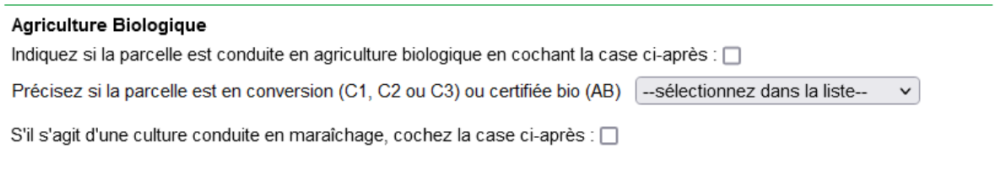 Agriculture Biologique
Indiquez si la parcelle est conduite en agriculture biologique en cochant la case ci-après :
Précisez si la parcelle est en conversion (C1, C2 ou C3) ou certifiée bio (AB) --sélectionnez dans la liste--
S'il s'agit d'une culture conduite en maraîchage, cochez la case ci-après :